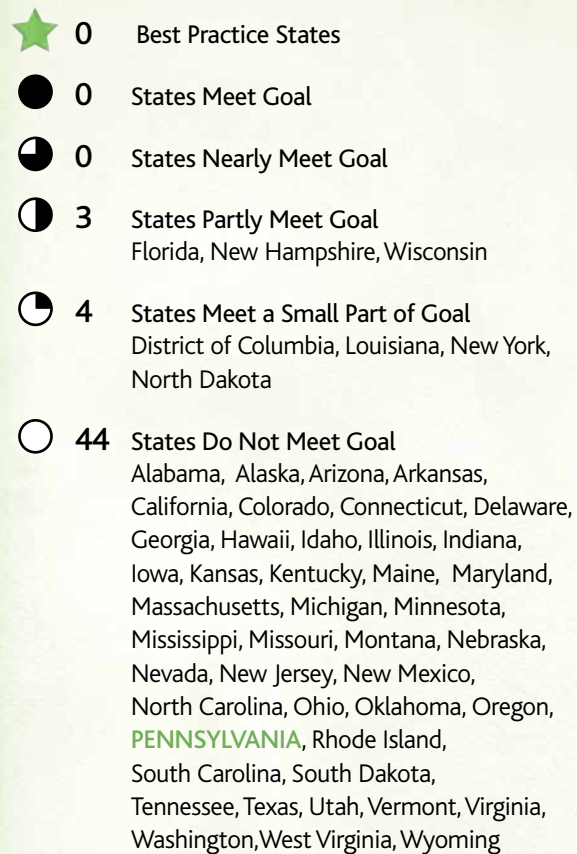 0 Best Practice States
0 States Meet Goal
0 States Nearly Meet Goal
3 States Partly Meet Goal
Florida, New Hampshire, Wisconsin
4 States Meet a Small Part of Goal
District of Columbia, Louisiana, New York,
North Dakota
44 States Do Not Meet Goal
Alabama, Alaska, Arizona, Arkansas,
California, Colorado, Connecticut, Delaware,
Georgia, Hawaii, Idaho, Illinois, Indiana,
Iowa, Kansas, Kentucky, Maine, Maryland,
Massachusetts, Michigan, Minnesota,
Mississippi, Missouri, Montana, Nebraska,
Nevada, New Jersey, New Mexico,
North Carolina, Ohio, Oklahoma, Oregon,
PENNSYLVANIA, Rhode Island,
South Carolina, South Dakota,
Tennessee, Texas, Utah, Vermont, Virginia,
Washington,West Virginia, Wyoming